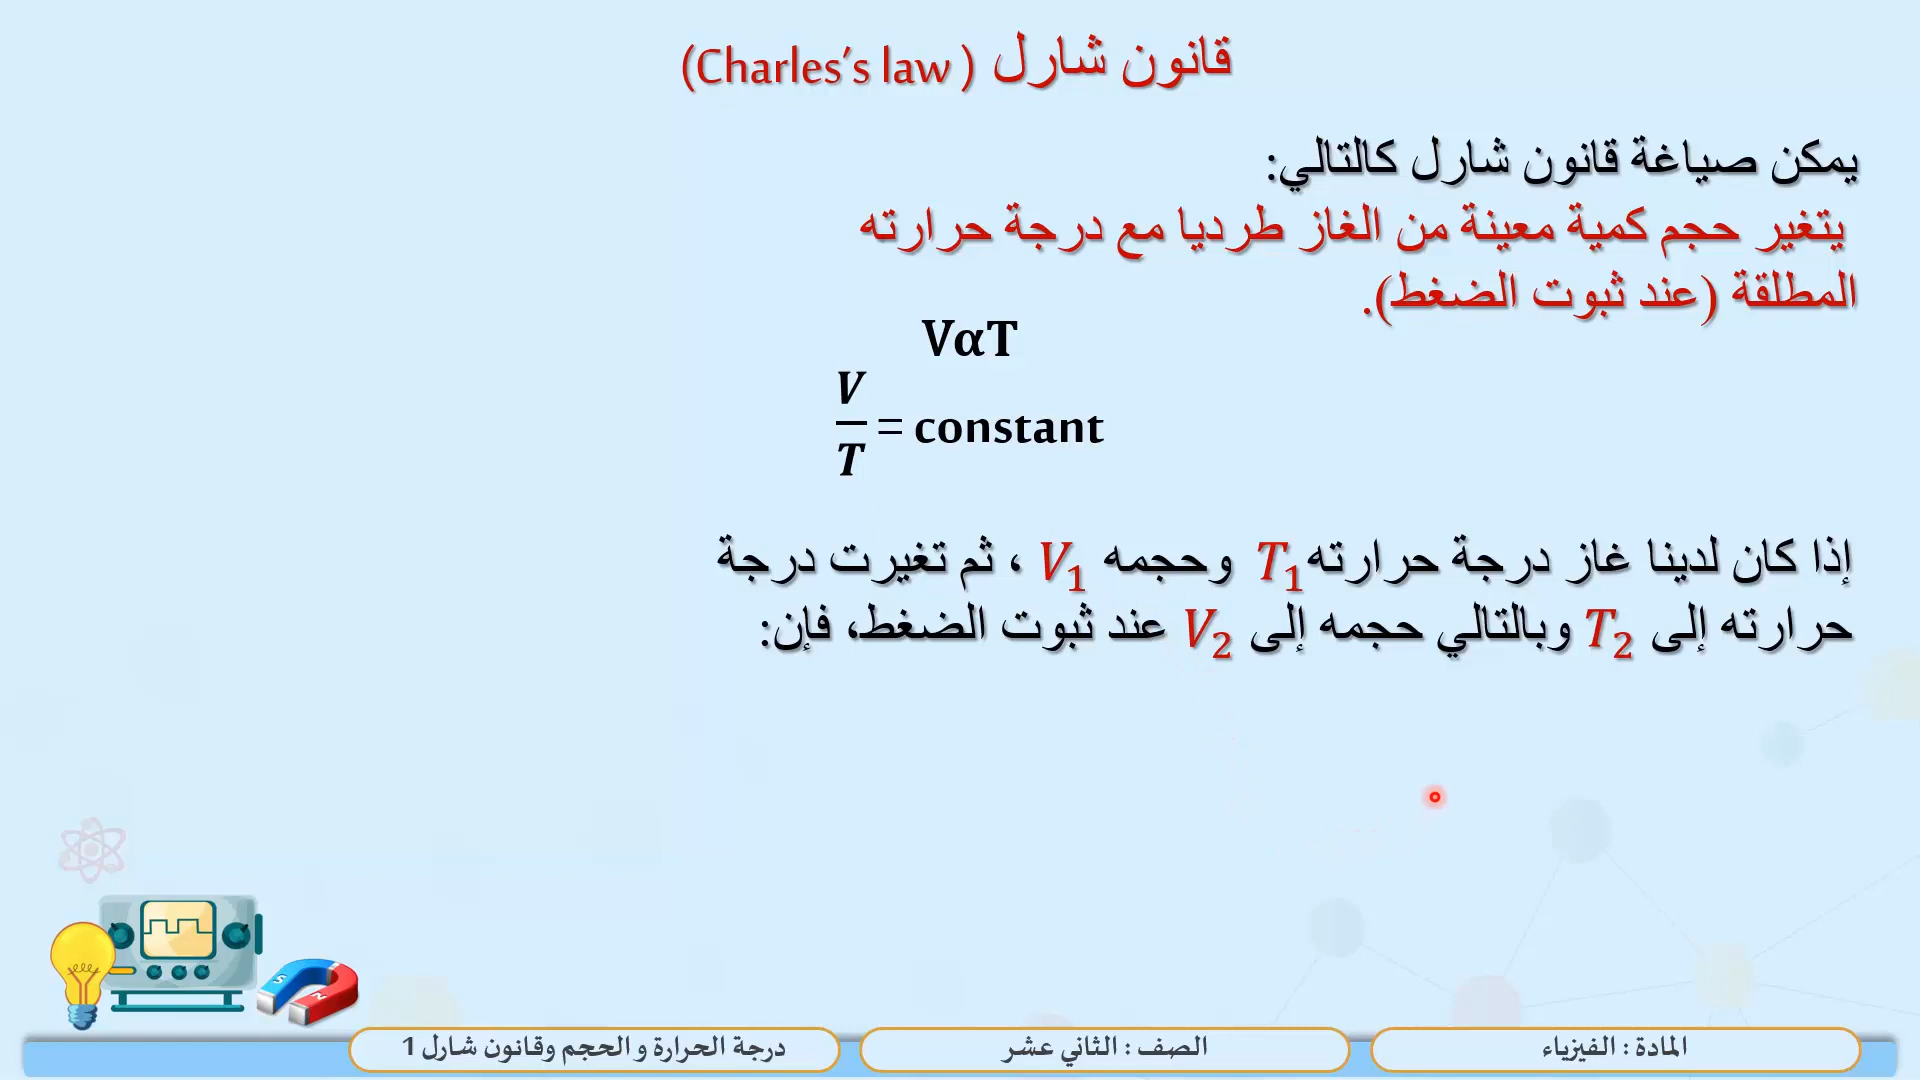 قانون شارل (Charles’s law)
يمكن صياغة قانون شارل كالتالي:
يتغير حجم كمية معينة من الغاز طرديا مع درجة حرارته
المطلقة (عند ثبوت الضغط).
VαT
V/T = constant
إذا كان لدينا غاز درجة حرارته T₁ وحجمه V₁ ، ثم تغيرت درجة
حرارته إلى T₂ وبالتالي حجمه إلى V₂ عند ثبوت الضغط، فإن:
S N
المادة : الفيزياء
الصف : الثاني عشر
درجة الحرارة و الحجم وقانون شارل 1